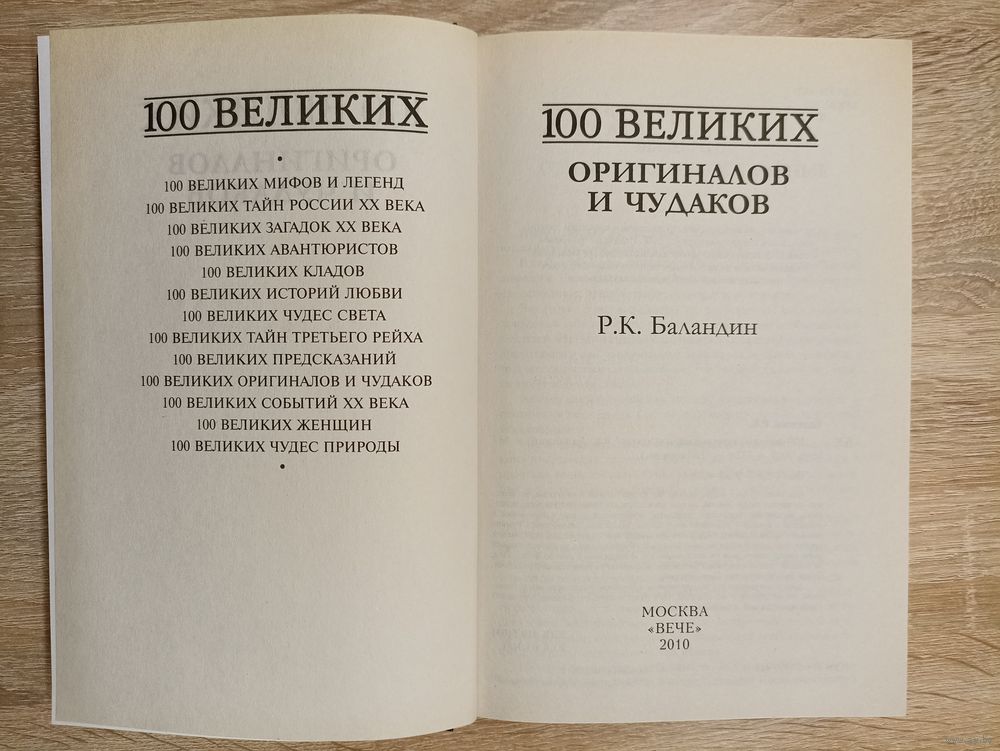 100 ВЕЛИКИХ
100 ВЕЛИКИХ МИФОВ И ЛЕГЕНД
100 ВЕЛИКИХ ТАЙН РОССИИ XX ВЕКА
100 ВЕЛИКИХ ЗАГАДОК XX ВЕКА
100 ВЕЛИКИХ АВАНТЮРИСТОВ
100 ВЕЛИКИХ КЛАДОВ
100 ВЕЛИКИХ ИСТОРИЙ ЛЮБВИ
100 ВЕЛИКИХ ЧУДЕС СВЕТА
100 ВЕЛИКИХ ТАЙН ТРЕТЬЕГО РЕЙХА
100 ВЕЛИКИХ ПРЕДСКАЗАНИЙ
100 ВЕЛИКИХ ОРИГИНАЛОВ И ЧУДАКОВ
100 ВЕЛИКИХ СОБЫТИЙ XX ВЕКА
100 ВЕЛИКИХ ЖЕНЩИН
100 ВЕЛИКИХ ЧУДЕС ПРИРОДЫ
100 ВЕЛИКИХ
ОРИГИНАЛОВ
И ЧУДАКОВ
Р.К. Баландин
МОСКВА
«ВЕЧЕ»
2010